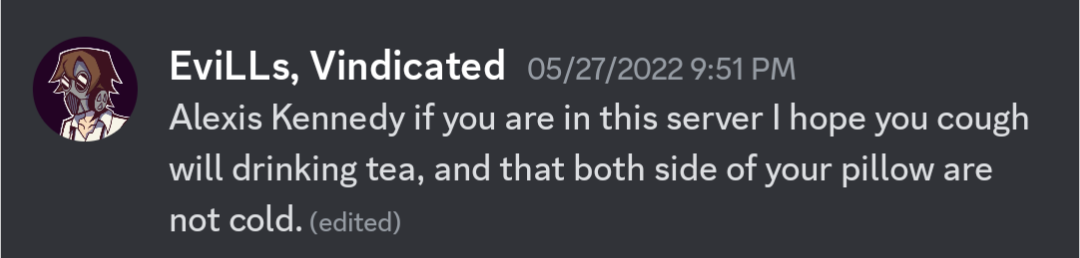 EviLLs, Vindicated 05/27/2022 9:51 PM
Alexis Kennedy if you are in this server I hope you cough
will drinking tea, and that both side of your pillow are
not cold. (edited)